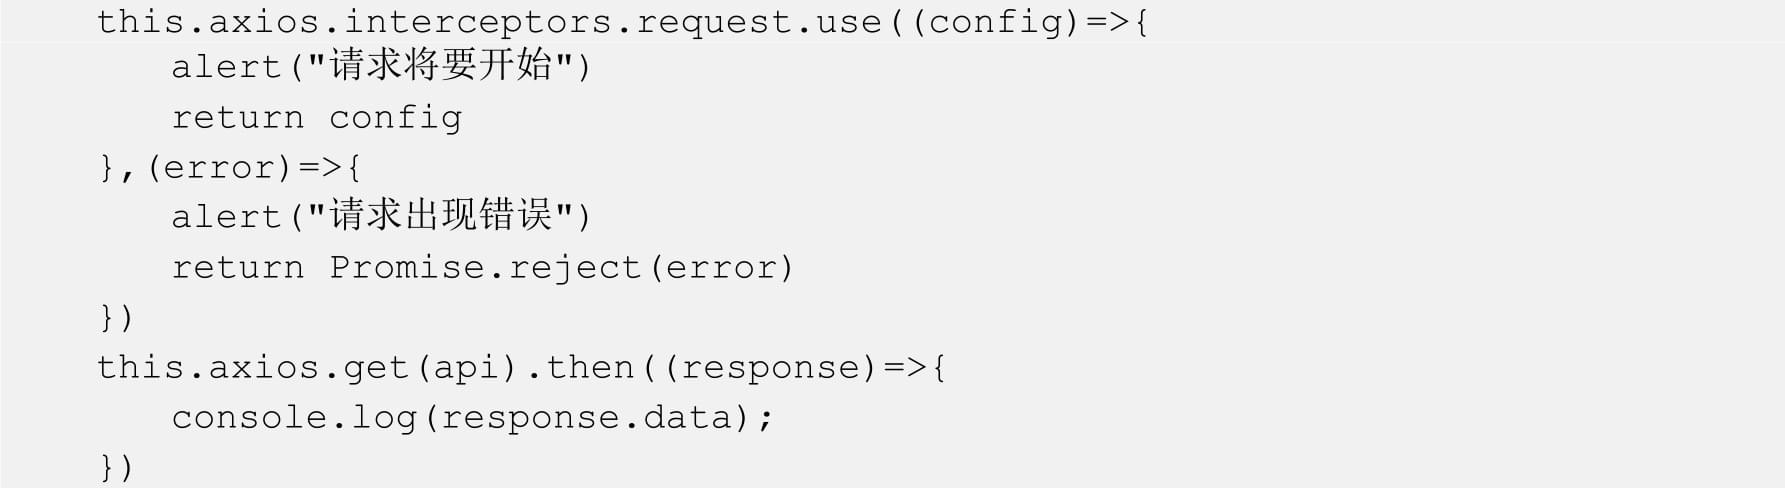 this.axios.interceptors.request.use((config)=>{
alert("请求将要开始")
return config
},(error)=>{
alert("请求出现错误")
return Promise.reject(error)
})
this.axios.get(api).then((response)=>{
console.log(response.data);
})